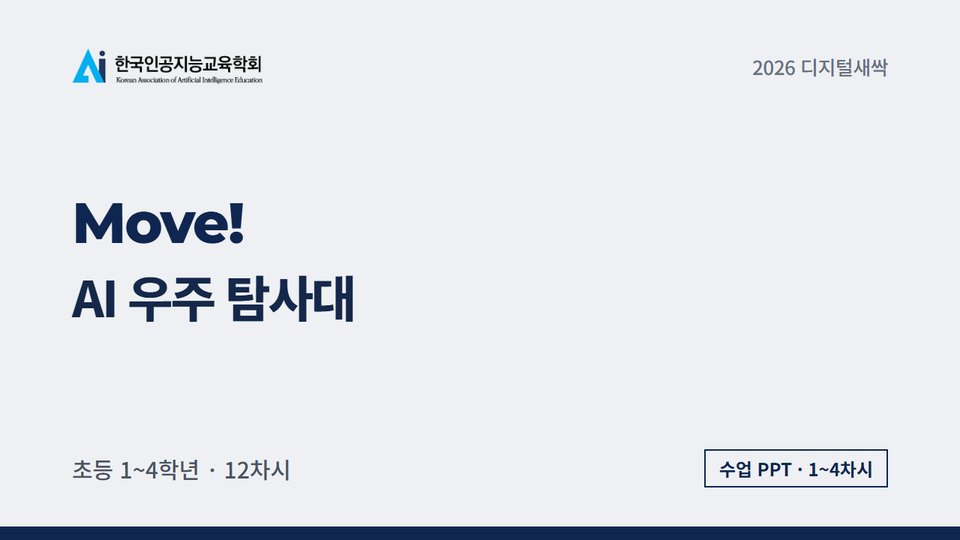 한국인공지능교육학회
Korean Association of Artificial Intelligence Education
2026 디지털새싹
Move!
AI 우주 탐사대
초등 1~4학년 · 12차시
수업 PPT · 1~4차시